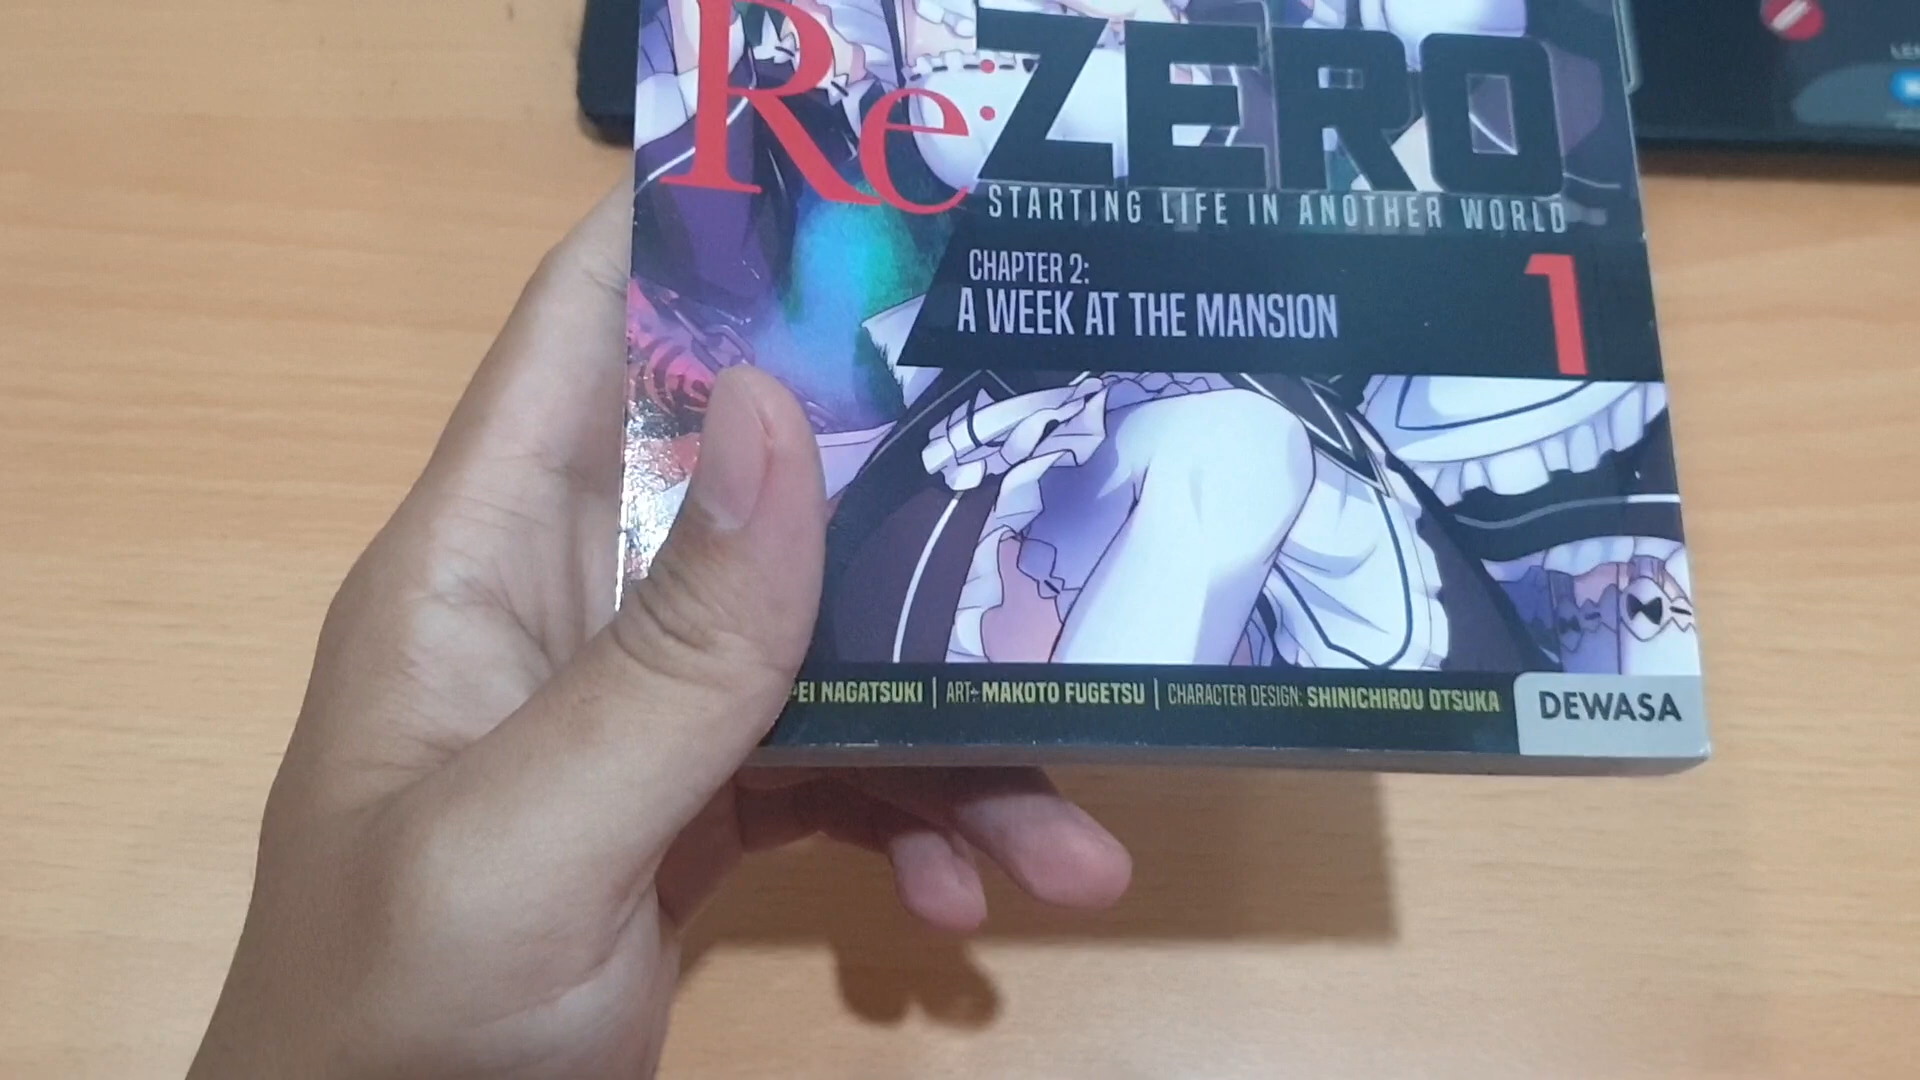 Re:ZERO
STARTING LIFE IN ANOTHER WORLD
CHAPTER 2:
A WEEK AT THE MANSION
1
NAGATSUKI | ART: MAKOTO FUGETSU | CHARACTER DESIGN: SHINICHIROU OTSUKA
DEWASA